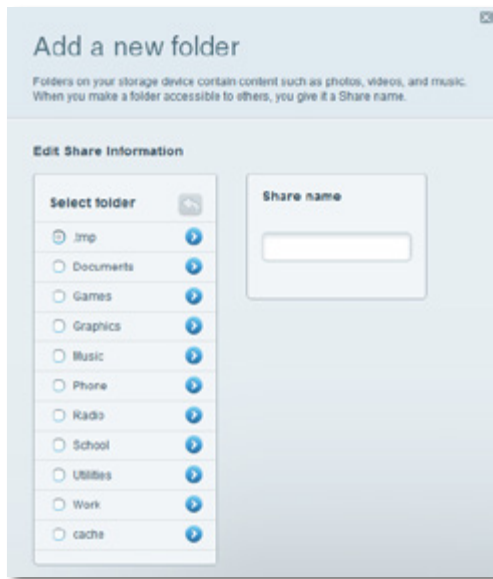 Add a new folder
Folders on your storage device contain content such as photos, videos, and music.
When you make a folder accessible to others, you give it a Share name.
Edit Share Information
Select folder
Share name
.tmp
Documents
Games
Graphics
Music
Phone
Radio
School
Utilities
Work
cache